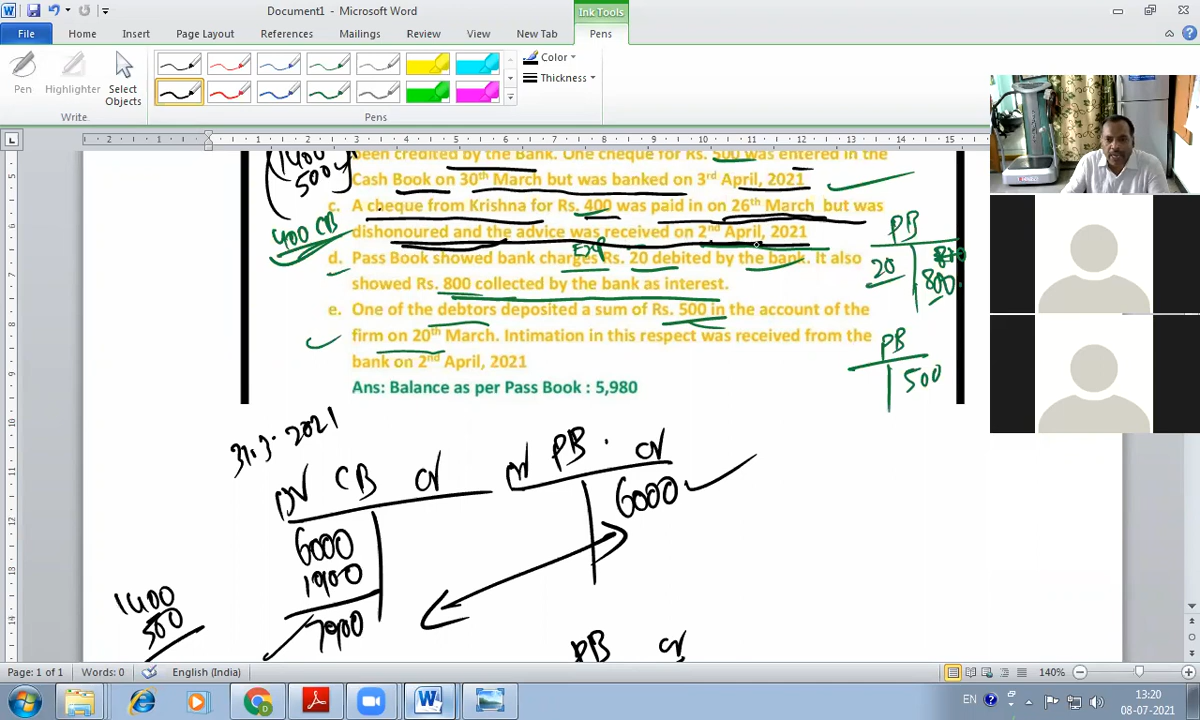 Document1 - Microsoft Word
Ink Tools
File Home Insert Page Layout References Mailings Review View New Tab Pens
Pen Highlighter Select Objects
Color
Thickness
Write
Pens
been credited by the Bank. One cheque for Rs. 500 was entered in the
Cash Book on 30th March but was banked on 3rd April, 2021
c. A cheque from Krishna for Rs. 400 was paid in on 26th March but was
dishonoured and the advice was received on 2nd April, 2021
d. Pass Book showed bank charges Rs. 20 debited by the bank. It also
showed Rs. 800 collected by the bank as interest.
e. One of the debtors deposited a sum of Rs. 500 in the account of the
firm on 20th March. Intimation in this respect was received from the
bank on 2nd April, 2021
Ans: Balance as per Pass Book : 5,980
1400
500
400 CB
Exp
PB
20 800
PB
500
31.3.2021
Dr CB Cr
6000
1900
7900
Dr PB Cr
6000
1400
500
PB Cr
Page: 1 of 1 Words: 0 English (India) 140%
EN 13:20
08-07-2021